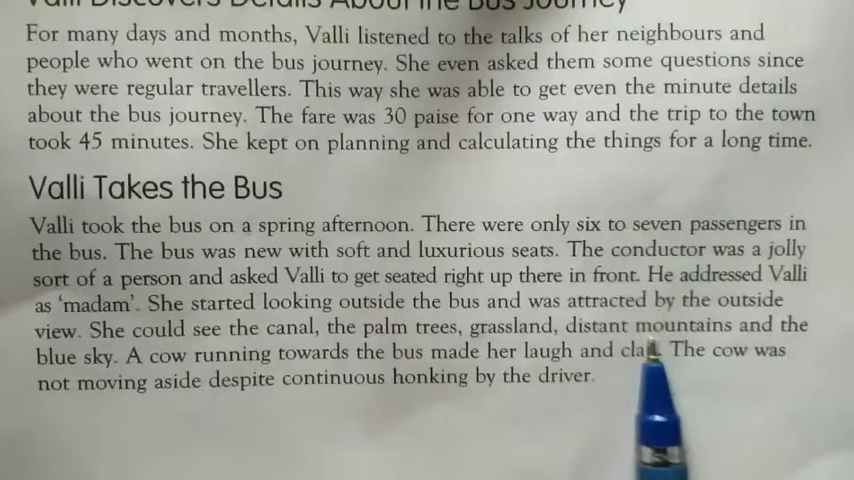 Valli Discovers Details About the Bus Journey
For many days and months, Valli listened to the talks of her neighbours and
people who went on the bus journey. She even asked them some questions since
they were regular travellers. This way she was able to get even the minute details
about the bus journey. The fare was 30 paise for one way and the trip to the town
took 45 minutes. She kept on planning and calculating the things for a long time.
Valli Takes the Bus
Valli took the bus on a spring afternoon. There were only six to seven passengers in
the bus. The bus was new with soft and luxurious seats. The conductor was a jolly
sort of a person and asked Valli to get seated right up there in front. He addressed Valli
as ‘madam’. She started looking outside the bus and was attracted by the outside
view. She could see the canal, the palm trees, grassland, distant mountains and the
blue sky. A cow running towards the bus made her laugh and The cow was
not moving aside despite continuous honking by the driver.